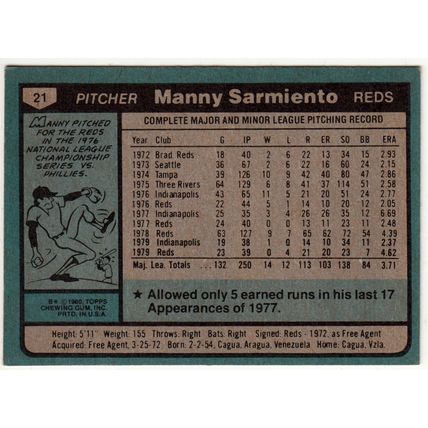 21 PITCHER Manny Sarmiento REDS
MANNY PITCHED
FOR THE REDS
IN THE 1976
NATIONAL LEAGUE
CHAMPIONSHIP
SERIES VS.
PHILLIES.
B* © 1980, TOPPS
CHEWING GUM, INC.
PRTD. IN U.S.A.
COMPLETE MAJOR AND MINOR LEAGUE PITCHING RECORD
Year Club G IP W L R ER SO BB ERA
1972 Brad Reds 18 40 2 6 22 13 34 15 2.93
1973 Seattle 36 67 5 3 22 16 60 24 2.15
1974 Tampa 39 126 10 9 42 40 80 47 2.86
1975 Three Rivers 64 129 6 8 41 37 114 51 2.58
1976 Indianapolis 43 65 11 5 21 20 51 24 2.77
1976 Reds 22 44 5 1 21 10 20 12 2.05
1977 Indianapolis 25 35 2 4 26 26 35 12 6.69
1977 Reds 24 40 0 0 13 11 23 11 2.48
1978 Reds 63 127 9 7 65 62 72 54 4.39
1979 Indianapolis 19 38 1 0 14 10 34 11 2.37
1979 Reds 23 39 0 4 21 20 23 7 4.62
Maj. Lea. Totals 132 250 14 12 113 103 138 84 3.71
★ Allowed only 5 earned runs in his last 17
Appearances of 1977.
Height: 5'11" Weight: 155 Throws: Right Bats: Right Signed: Reds - 1972, as Free Agent
Acquired: Free Agent, 3-25-72 Born: 2-2-54, Cagua, Aragua, Venezuela Home: Cagua, Vzla.